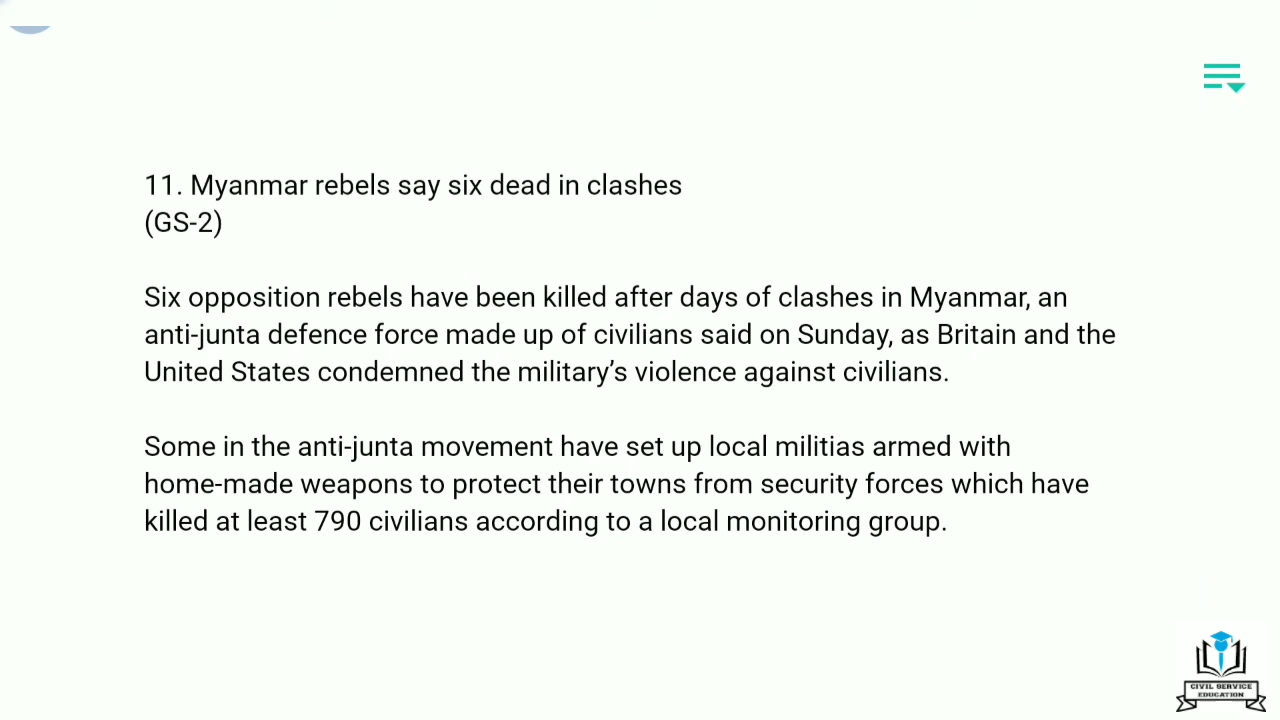 11. Myanmar rebels say six dead in clashes
(GS-2)
Six opposition rebels have been killed after days of clashes in Myanmar, an
anti-junta defence force made up of civilians said on Sunday, as Britain and the
United States condemned the military’s violence against civilians.
Some in the anti-junta movement have set up local militias armed with
home-made weapons to protect their towns from security forces which have
killed at least 790 civilians according to a local monitoring group.
CIVIL SERVICE
EDUCATION